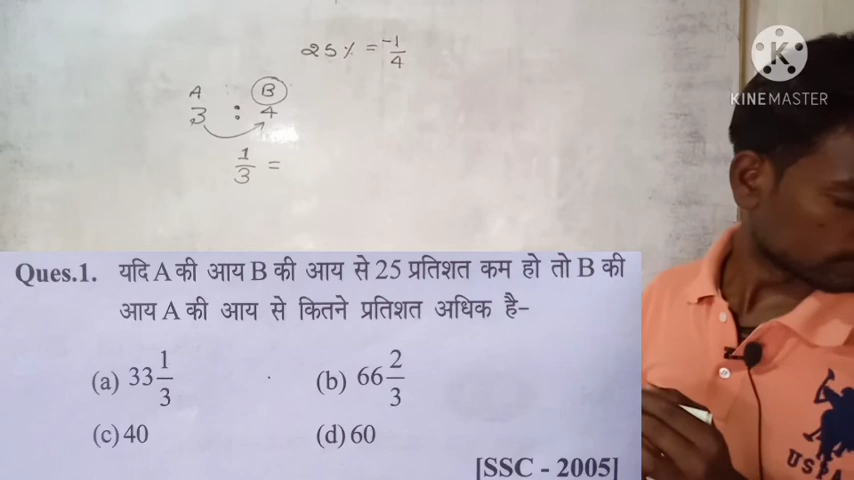 25% = -1/4
KINEMASTER
A B
3 : 4
1/3 =
Ques.1. यदि A की आय B की आय से 25 प्रतिशत कम हो तो B की
आय A की आय से कितने प्रतिशत अधिक है-
(a) 33 1/3 (b) 66 2/3
(c) 40 (d) 60
[SSC - 2005]